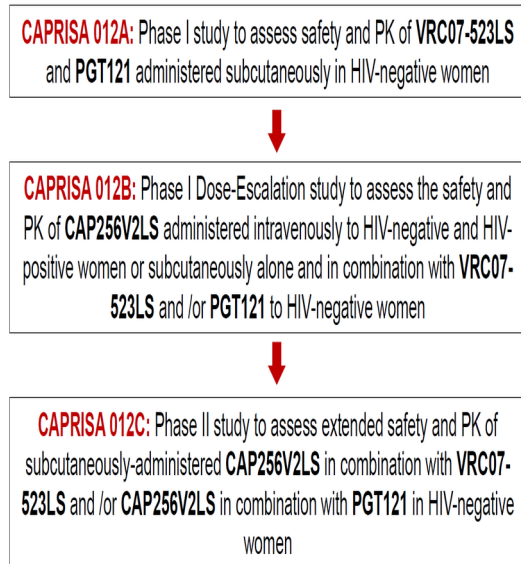 CAPRISA 012A: Phase I study to assess safety and PK of VRC07-523LS
and PGT121 administered subcutaneously in HIV-negative women
CAPRISA 012B: Phase I Dose-Escalation study to assess the safety and
PK of CAP256V2LS administered intravenously to HIV-negative and HIV-
positive women or subcutaneously alone and in combination with VRC07-
523LS and /or PGT121 to HIV-negative women
CAPRISA 012C: Phase II study to assess extended safety and PK of
subcutaneously-administered CAP256V2LS in combination with VRC07-
523LS and /or CAP256V2LS in combination with PGT121 in HIV-negative
women